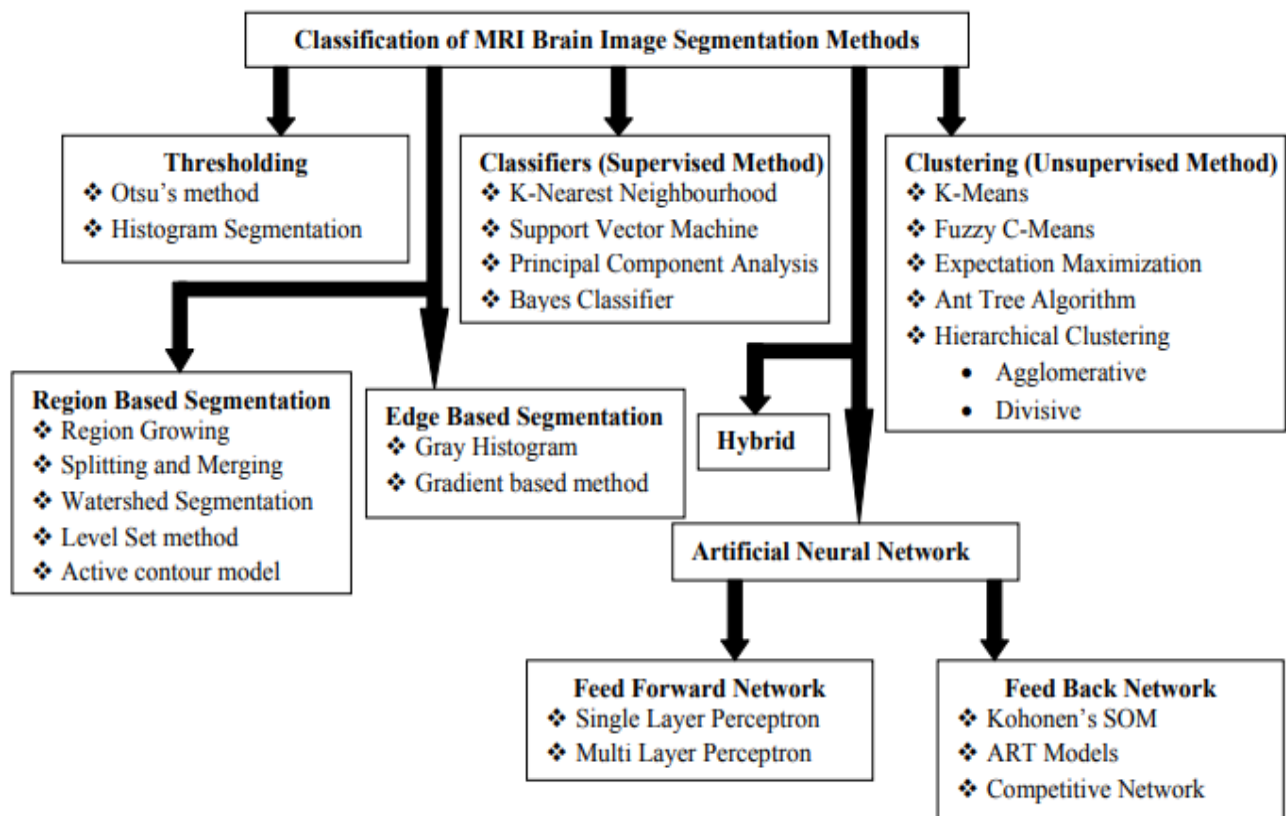 Classification of MRI Brain Image Segmentation Methods
Thresholding
❖ Otsu's method
❖ Histogram Segmentation
Classifiers (Supervised Method)
❖ K-Nearest Neighbourhood
❖ Support Vector Machine
❖ Principal Component Analysis
❖ Bayes Classifier
Clustering (Unsupervised Method)
❖ K-Means
❖ Fuzzy C-Means
❖ Expectation Maximization
❖ Ant Tree Algorithm
❖ Hierarchical Clustering
• Agglomerative
• Divisive
Region Based Segmentation
❖ Region Growing
❖ Splitting and Merging
❖ Watershed Segmentation
❖ Level Set method
❖ Active contour model
Edge Based Segmentation
❖ Gray Histogram
❖ Gradient based method
Hybrid
Artificial Neural Network
Feed Forward Network
❖ Single Layer Perceptron
❖ Multi Layer Perceptron
Feed Back Network
❖ Kohonen's SOM
❖ ART Models
❖ Competitive Network